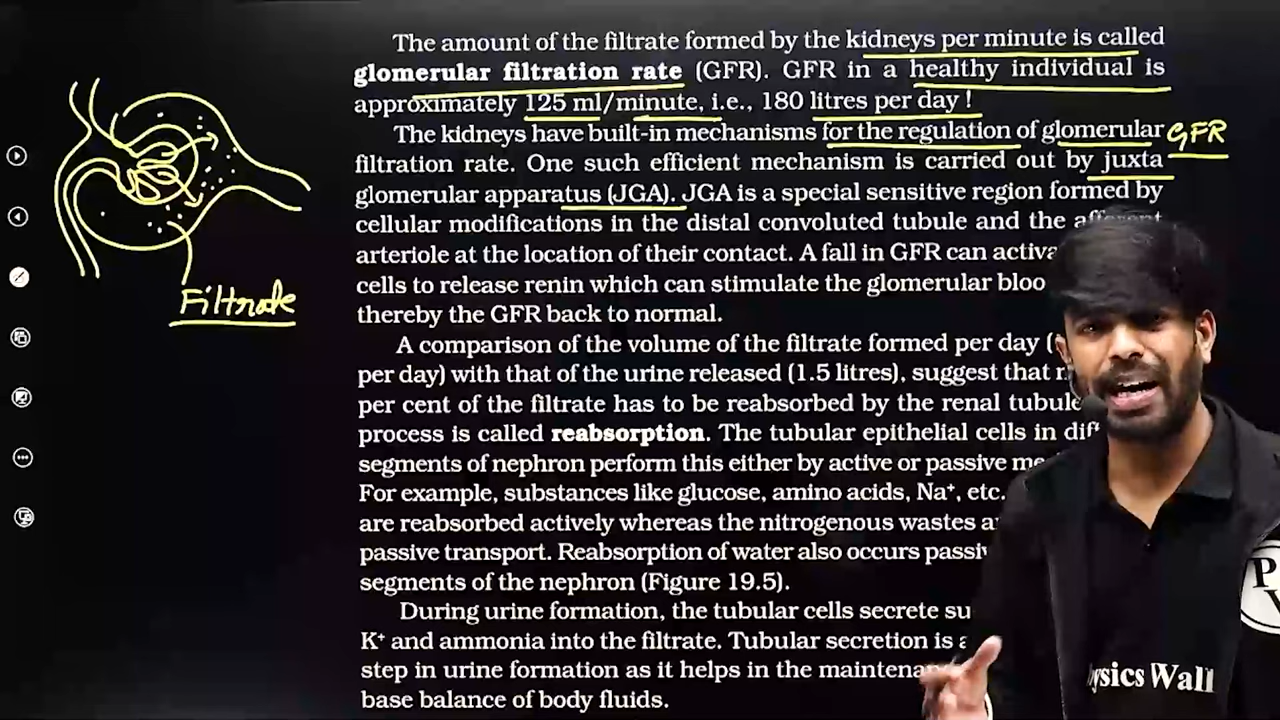 The amount of the filtrate formed by the kidneys per minute is called
glomerular filtration rate (GFR). GFR in a healthy individual is
approximately 125 ml/minute, i.e., 180 litres per day !
The kidneys have built-in mechanisms for the regulation of glomerular GFR
filtration rate. One such efficient mechanism is carried out by juxta
glomerular apparatus (JGA). JGA is a special sensitive region formed by
cellular modifications in the distal convoluted tubule and the afferent
arteriole at the location of their contact. A fall in GFR can activa
cells to release renin which can stimulate the glomerular bloo
thereby the GFR back to normal.
Filtrate
A comparison of the volume of the filtrate formed per day (
per day) with that of the urine released (1.5 litres), suggest that
per cent of the filtrate has to be reabsorbed by the renal tubule
process is called reabsorption. The tubular epithelial cells in diff
segments of nephron perform this either by active or passive me
For example, substances like glucose, amino acids, Na⁺, etc.
are reabsorbed actively whereas the nitrogenous wastes a
passive transport. Reabsorption of water also occurs passiv
segments of the nephron (Figure 19.5).
During urine formation, the tubular cells secrete su
K⁺ and ammonia into the filtrate. Tubular secretion is a
step in urine formation as it helps in the maintenan
base balance of body fluids.
P
W
ysics Wall